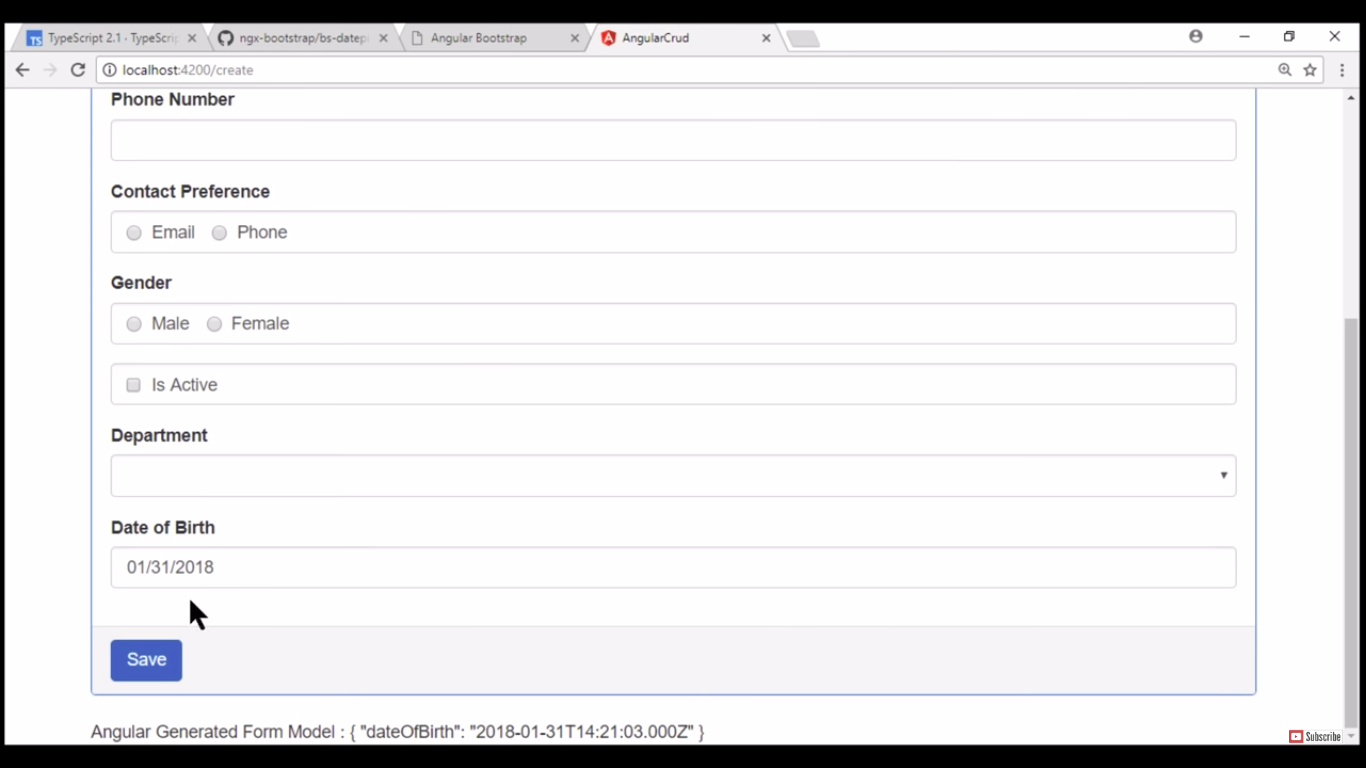 TypeScript 2.1 · TypeScrip
ngx-bootstrap/bs-datepi
Angular Bootstrap
AngularCrud
localhost:4200/create
Phone Number
Contact Preference
Email Phone
Gender
Male Female
Is Active
Department
Date of Birth
01/31/2018
Save
Angular Generated Form Model : { "dateOfBirth": "2018-01-31T14:21:03.000Z" }
Subscribe